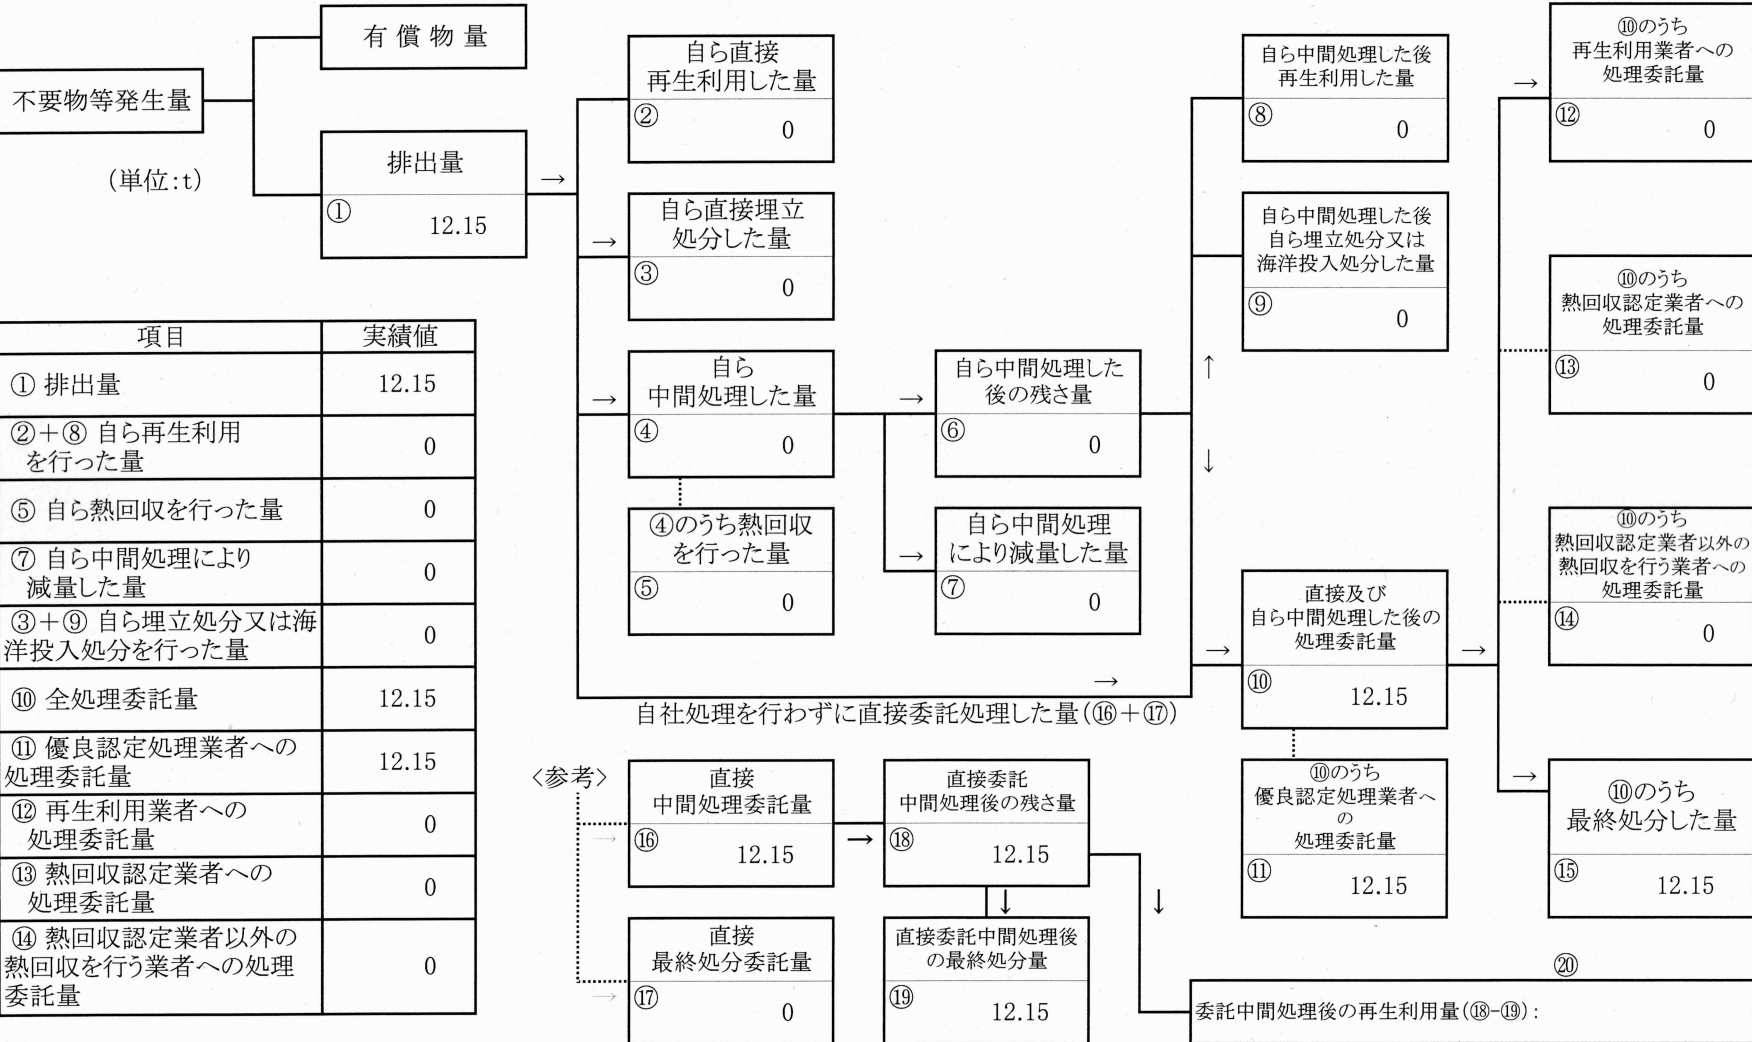 有償物量
不要物等発生量
(単位:t)
排出量
①
12.15
→
自ら直接
再生利用した量
②
0
→
自ら直接埋立
処分した量
③
0
→
自ら
中間処理した量
④
0
④のうち熱回収
を行った量
⑤
0
→
自ら中間処理した
後の残さ量
⑥
0
→
自ら中間処理
により減量した量
⑦
0
↑
↓
自ら中間処理した後
再生利用した量
⑧
0
自ら中間処理した後
自ら埋立処分又は
海洋投入処分した量
⑨
0
→
自社処理を行わずに直接委託処理した量(⑯+⑰)
→
直接及び
自ら中間処理した後の
処理委託量
⑩
12.15
→
⑩のうち
優良認定処理業者へ
の
処理委託量
⑪
12.15
→
⑩のうち
再生利用業者への
処理委託量
⑫
0
⑩のうち
熱回収認定業者への
処理委託量
⑬
0
⑩のうち
熱回収認定業者以外の
熱回収を行う業者への
処理委託量
⑭
0
→
⑩のうち
最終処分した量
⑮
12.15
項目 実績値
① 排出量 12.15
②+⑧ 自ら再生利用
を行った量 0
⑤ 自ら熱回収を行った量 0
⑦ 自ら中間処理により
減量した量 0
③+⑨ 自ら埋立処分又は海
洋投入処分を行った量 0
⑩ 全処理委託量 12.15
⑪ 優良認定処理業者への
処理委託量 12.15
⑫ 再生利用業者への
処理委託量 0
⑬ 熱回収認定業者への
処理委託量 0
⑭ 熱回収認定業者以外の
熱回収を行う業者への処理
委託量 0
〈参考〉
→
直接
中間処理委託量
⑯
12.15
→
直接
最終処分委託量
⑰
0
→
直接委託
中間処理後の残さ量
⑱
12.15
↓
直接委託中間処理後
の最終処分量
⑲
12.15
↓
⑳
委託中間処理後の再生利用量(⑱-⑲):